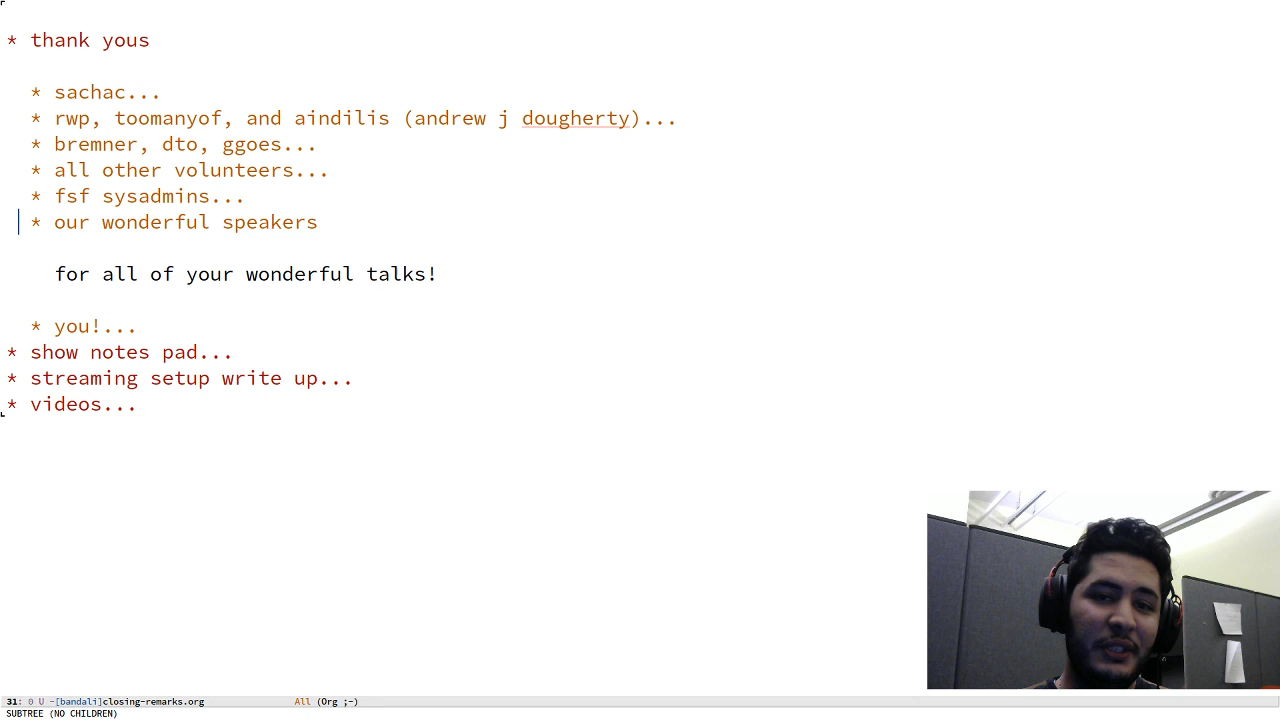 * thank yous
* sachac...
* rwp, toomanyof, and aindilis (andrew j dougherty)...
* bremner, dto, ggoes...
* all other volunteers...
* fsf sysadmins...
* our wonderful speakers
for all of your wonderful talks!
* you!...
* show notes pad...
* streaming setup write up...
* videos...
31: 0 U -[bandali]closing-remarks.org All (Org ;-)
SUBTREE (NO CHILDREN)